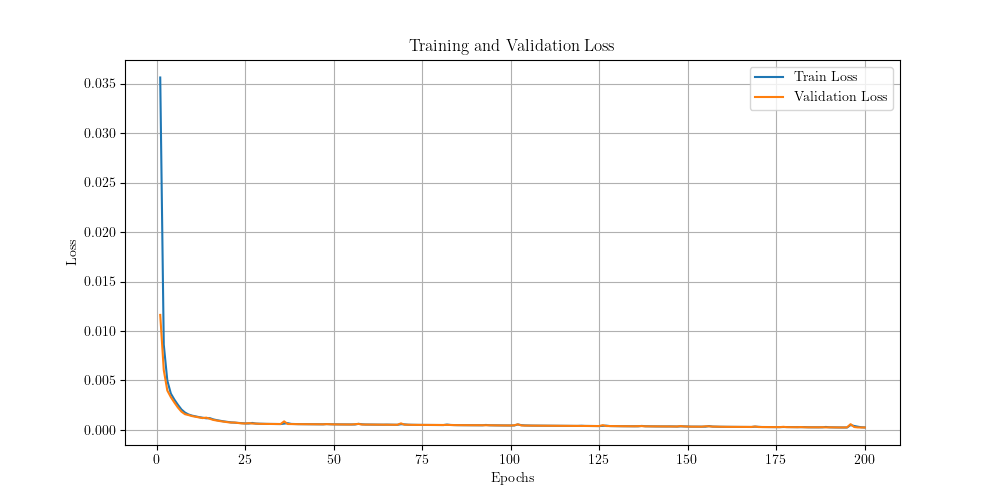 Training and Validation Loss
Train Loss
Validation Loss
0.035
0.030
0.025
0.020
0.015
0.010
0.005
0.000
Loss
0 25 50 75 100 125 150 175 200
Epochs